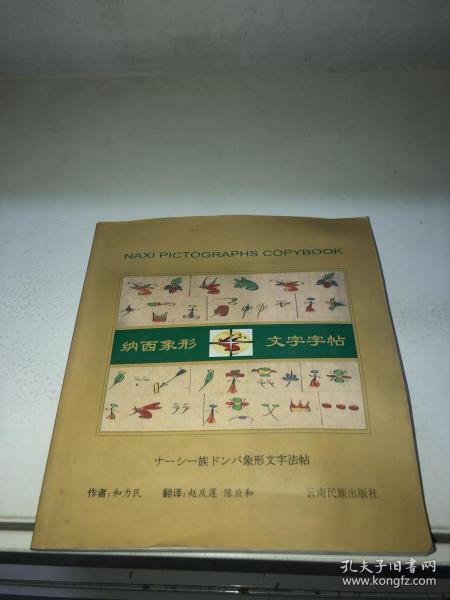 NAXI PICTOGRAPHS COPYBOOK
纳西象形 文字字帖
ナーシー族ドンバ象形文字法帖
作者:和力民 翻译:赵庆莲 陈应和 云南民族出版社
孔夫子旧书网
www.kongfz.com